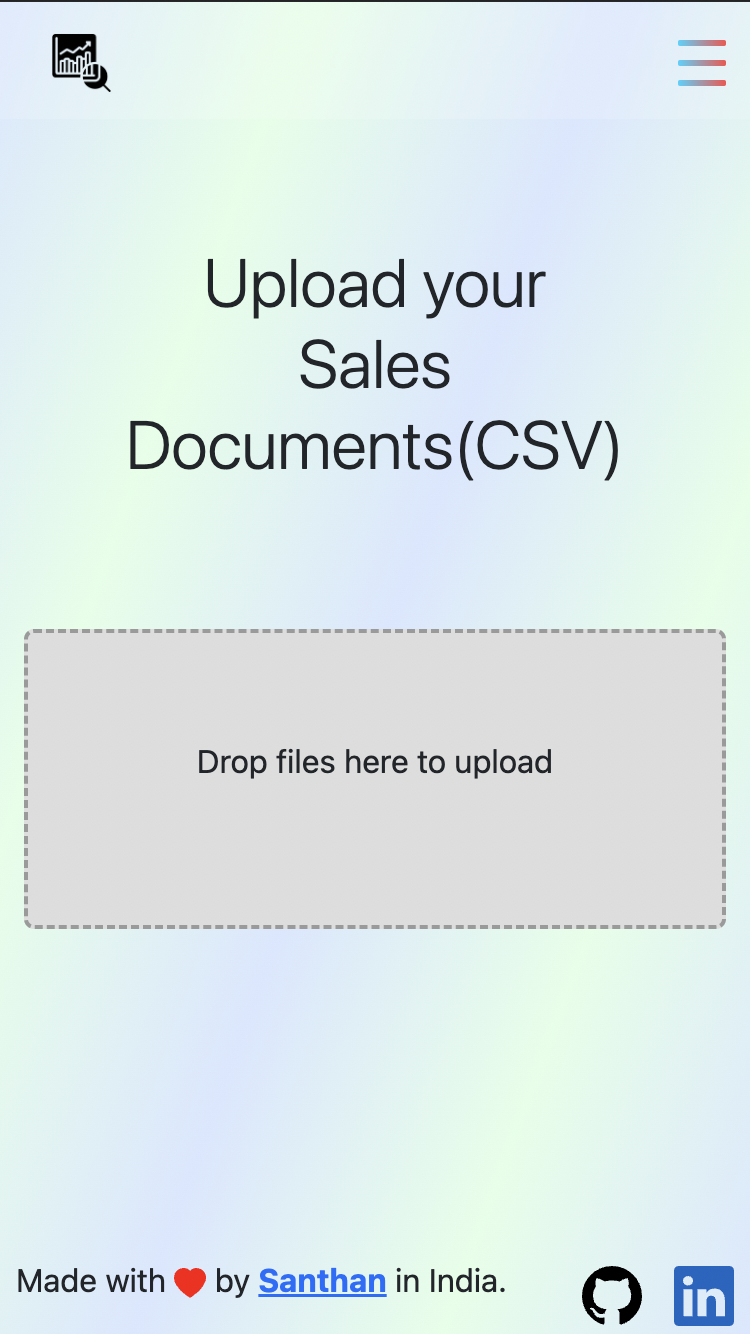 Upload your
Sales
Documents(CSV)
Drop files here to upload
Made with ❤️ by Santhan in India.
in